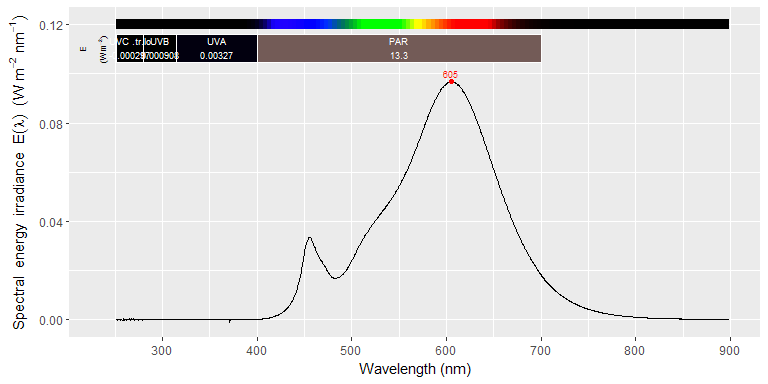 0.12
0.08
0.04
0.00
Spectral energy irradiance E(λ) (W m⁻² nm⁻¹)
E
(W m⁻²)
UVB
UVA
0.00327
PAR
13.3
605
300 400 500 600 700 800 900
Wavelength (nm)